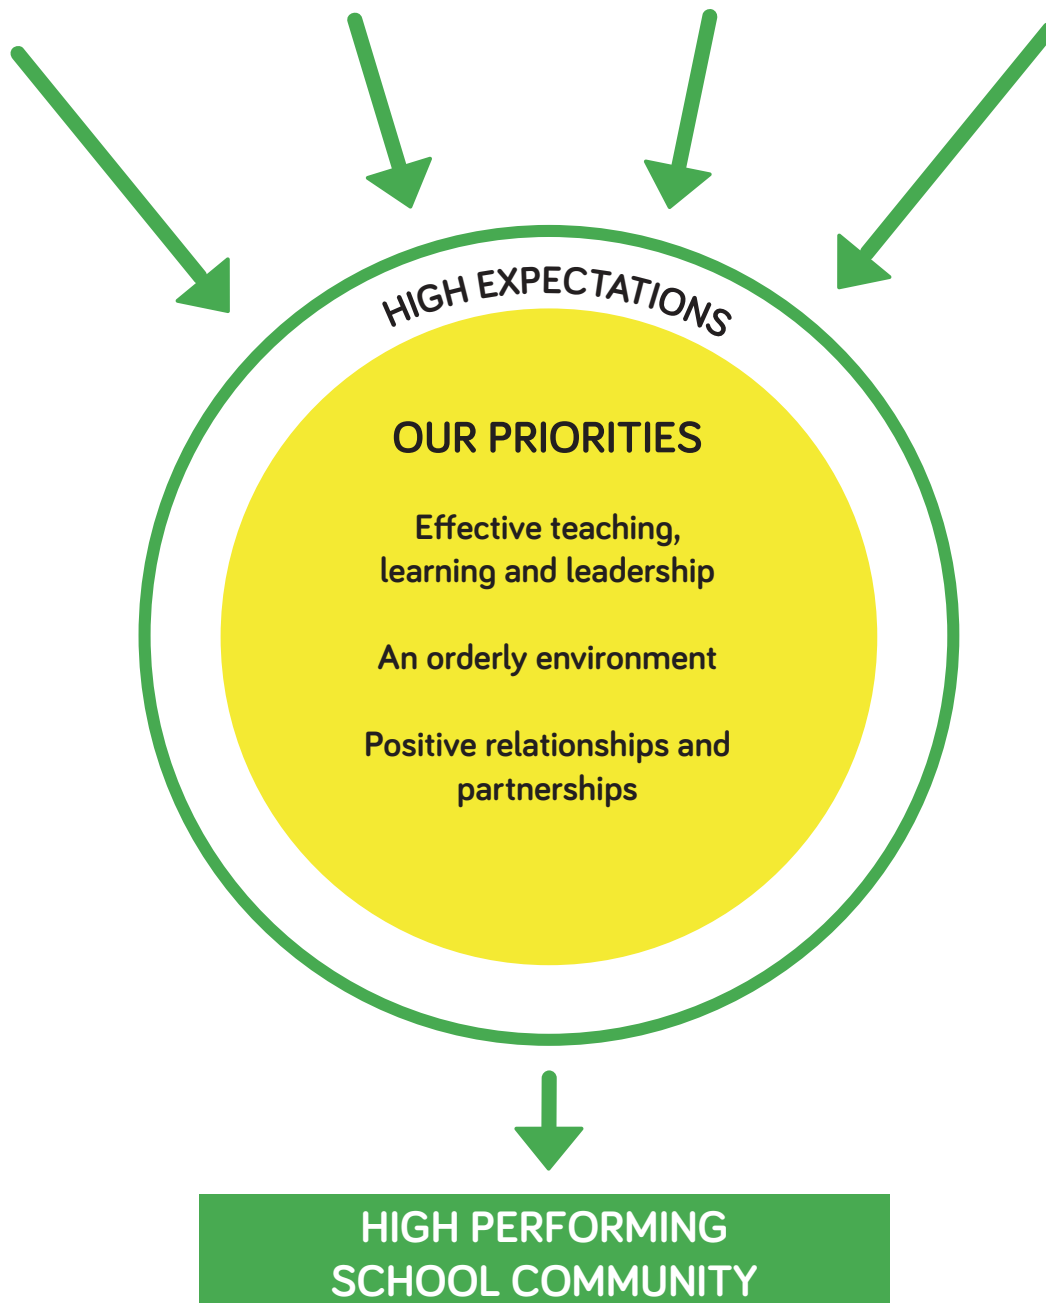 HIGH EXPECTATIONS
OUR PRIORITIES
Effective teaching,
learning and leadership
An orderly environment
Positive relationships and
partnerships
HIGH PERFORMING
SCHOOL COMMUNITY